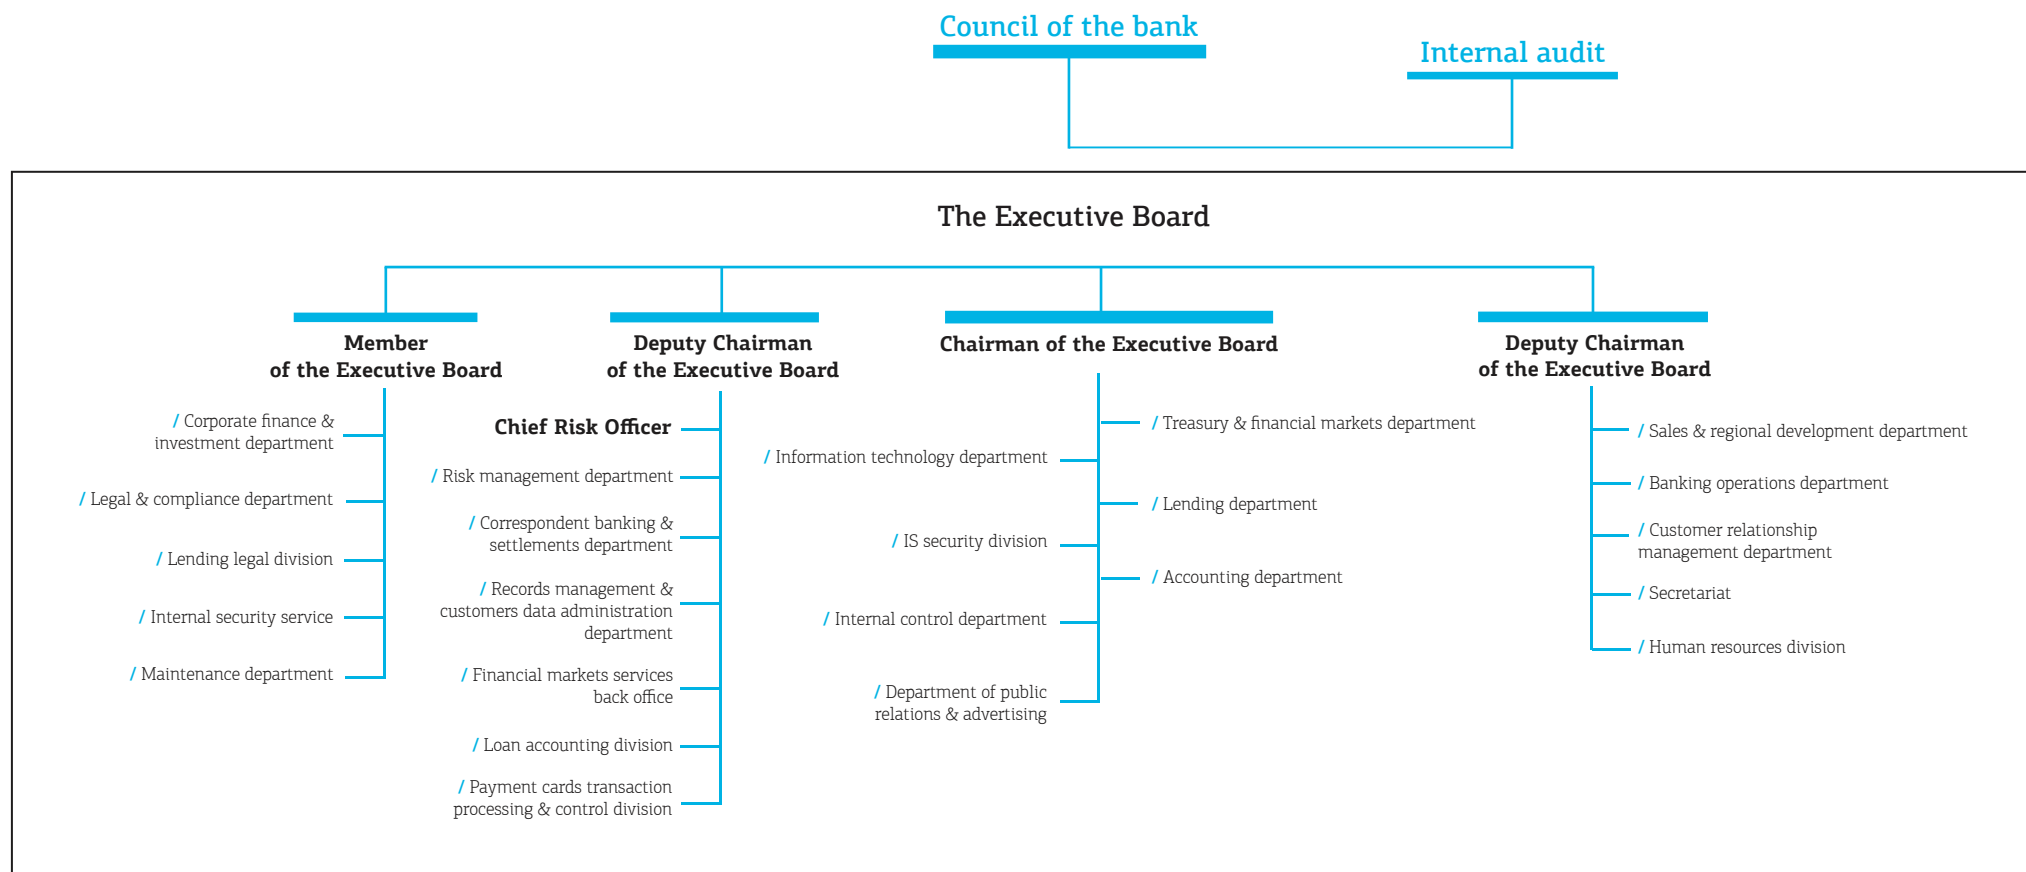 Council of the bank
Internal audit
The Executive Board
Member
of the Executive Board
/ Corporate finance &
investment department
/ Legal & compliance department
/ Lending legal division
/ Internal security service
/ Maintenance department
Deputy Chairman
of the Executive Board
Chief Risk Officer
/ Risk management department
/ Correspondent banking &
settlements department
/ Records management &
customers data administration
department
/ Financial markets services
back office
/ Loan accounting division
/ Payment cards transaction
processing & control division
Chairman of the Executive Board
/ Treasury & financial markets department
/ Information technology department
/ Lending department
/ IS security division
/ Accounting department
/ Internal control department
/ Department of public
relations & advertising
Deputy Chairman
of the Executive Board
/ Sales & regional development department
/ Banking operations department
/ Customer relationship
management department
/ Secretariat
/ Human resources division